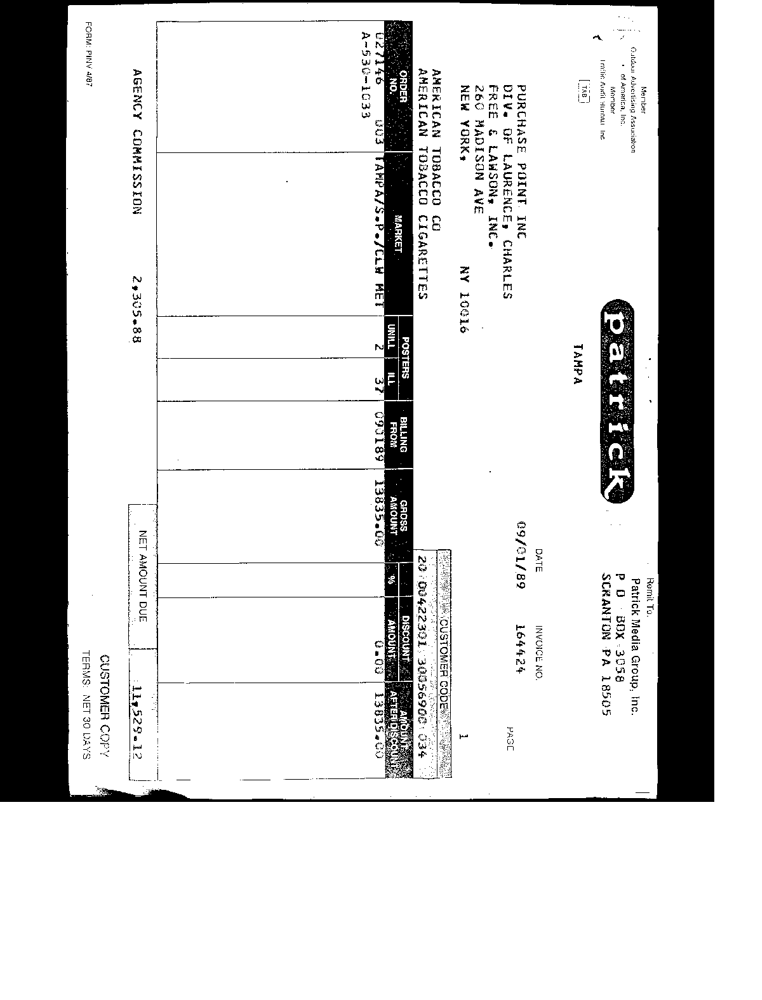 Member
Outdoor Advertising Association
of America, Inc.
Member
Traffic Audit Bureau Inc.
TAB
Patrick
TAMPA
Remit To:
Patrick Media Group, Inc.
P O BOX 3058
SCRANTON PA 18505
DATE INVOICE NO. PAGE
09/01/89 164424
1
PURCHASE POINT INC
DIV. OF LAURENCE, CHARLES
FREE & LAWSON, INC.
260 MADISON AVE
NEW YORK, NY 10016
CUSTOMER CODE
AMERICAN TOBACCO CO
AMERICAN TOBACCO CIGARETTES 20 00422301 30056900 034
ORDER NO. MARKET POSTERS UNILL ILL BILLING FROM GROSS AMOUNT % DISCOUNT AMOUNT AMOUNT AFTER DISCOUNT
027146 003 TAMPA/S.P./CLW MET 2 37 090189 13835.00 0.00 13835.00
A-530-1033
AGENCY COMMISSION 2,305.88 NET AMOUNT DUE 11,529.12
CUSTOMER COPY
FORM: PINV 4/87 TERMS: NET 30 DAYS